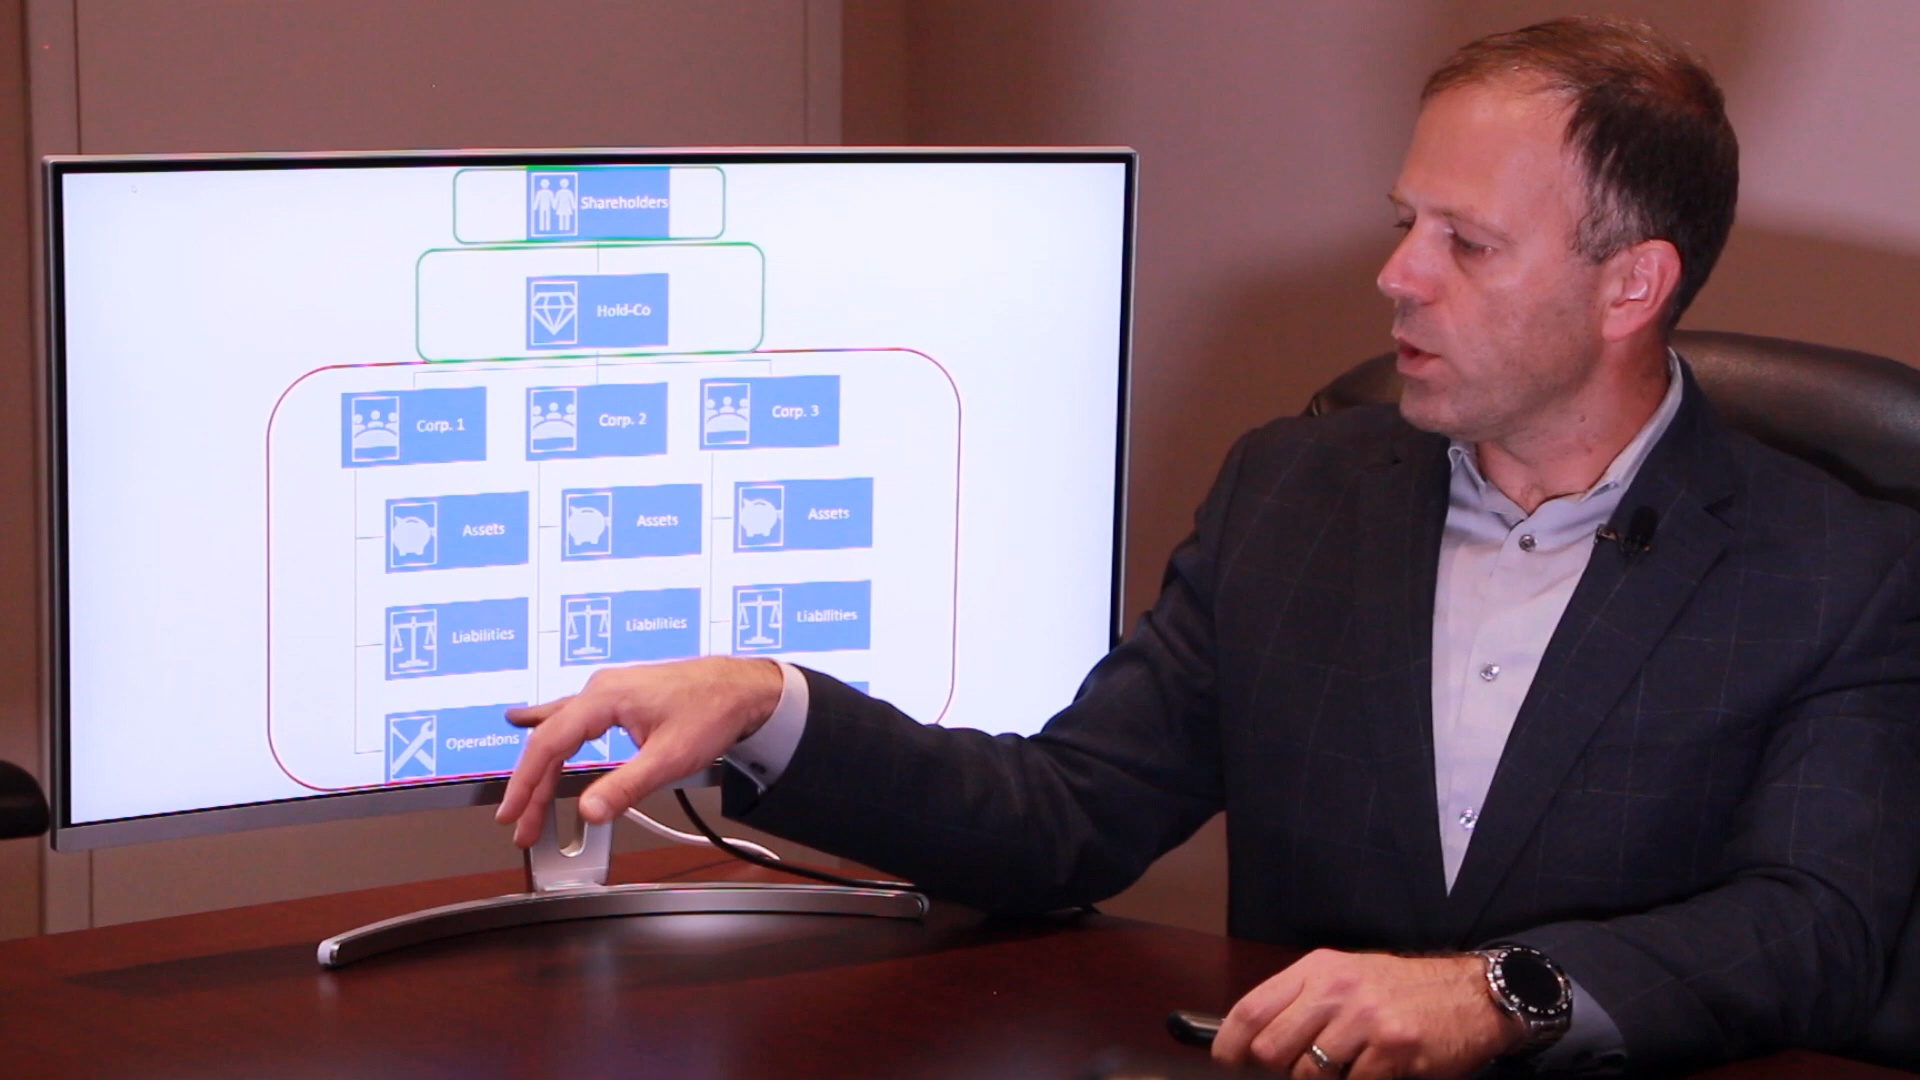 Shareholders
Hold-Co
Corp. 1
Corp. 2
Corp. 3
Assets
Assets
Assets
Liabilities
Liabilities
Liabilities
Operations